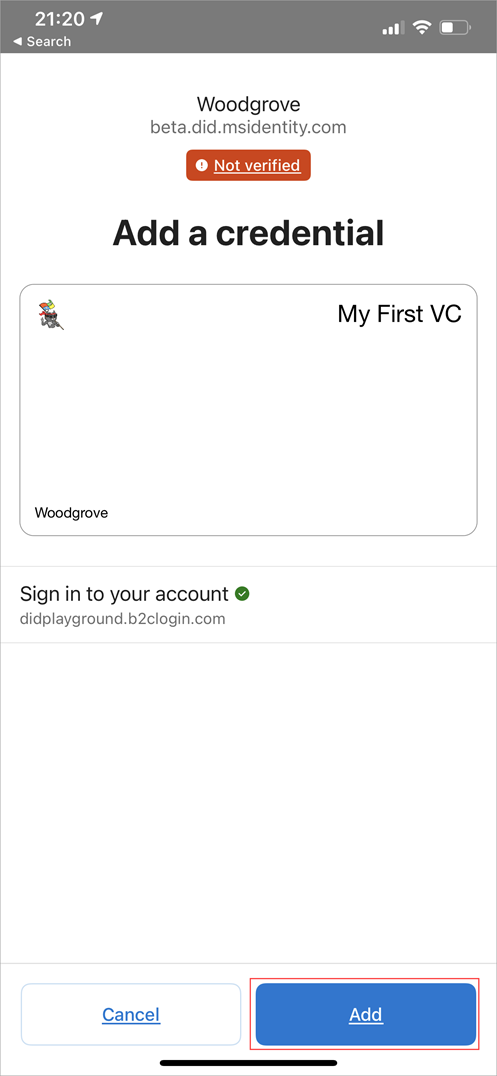 21:20
◀ Search
Woodgrove
beta.did.msidentity.com
Not verified
Add a credential
My First VC
Woodgrove
Sign in to your account
didplayground.b2clogin.com
Cancel
Add